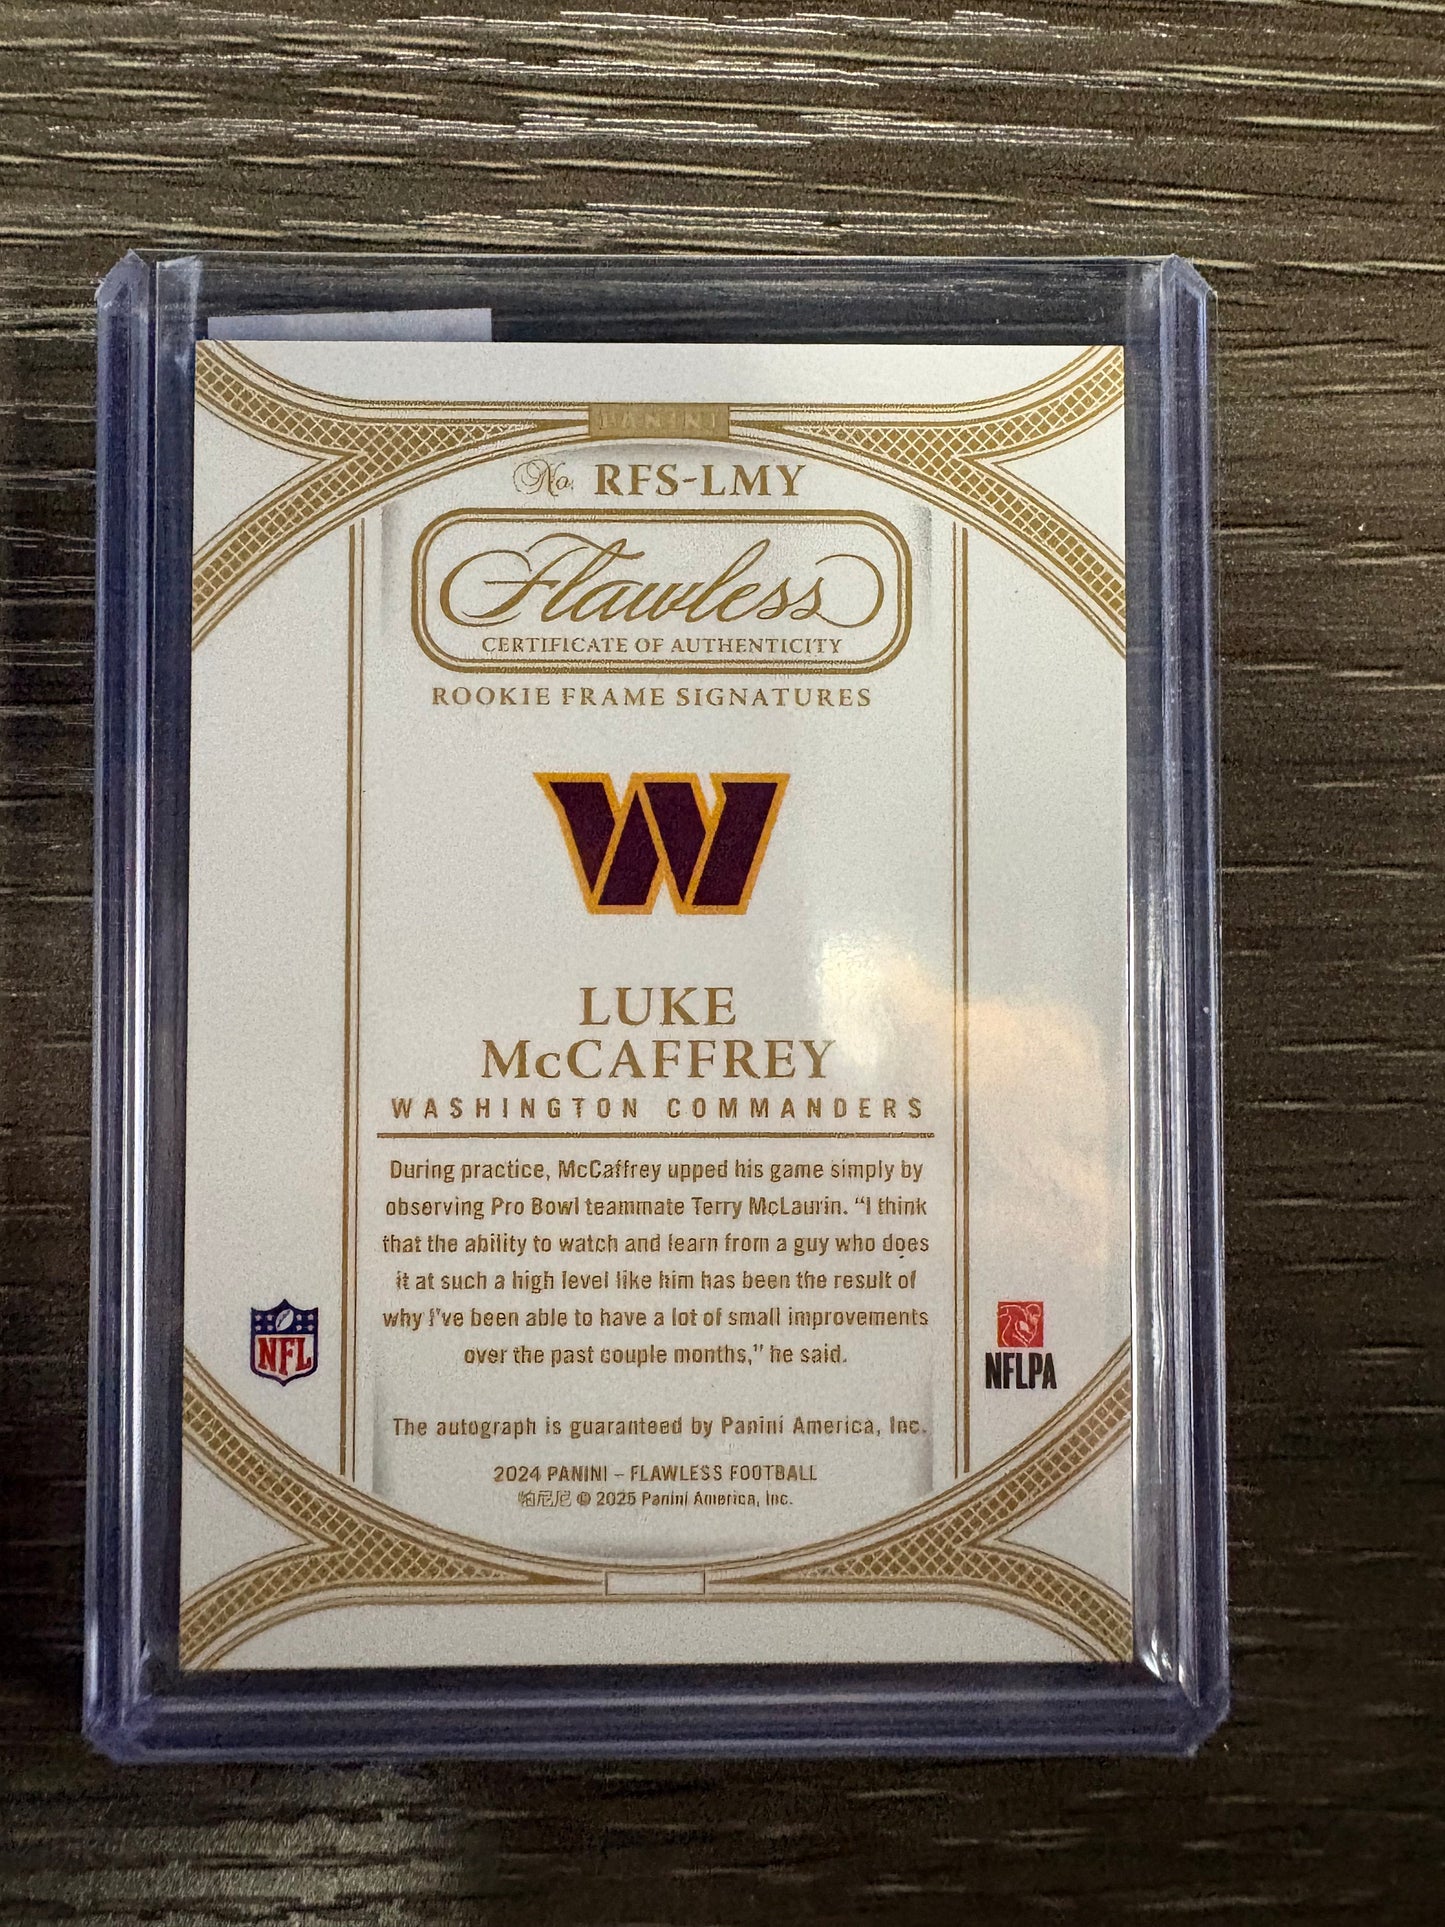 PANINI
No. RFS-LMY
Flawless
CERTIFICATE OF AUTHENTICITY
ROOKIE FRAME SIGNATURES
W
LUKE
McCAFFREY
WASHINGTON COMMANDERS
During practice, McCaffrey upped his game simply by
observing Pro Bowl teammate Terry McLaurin. “I think
that the ability to watch and learn from a guy who does
it at such a high level like him has been the result of
why I’ve been able to have a lot of small improvements
over the past couple months,” he said.
NFL
NFLPA
The autograph is guaranteed by Panini America, Inc.
2024 PANINI – FLAWLESS FOOTBALL
帕尼尼 © 2025 Panini America, Inc.